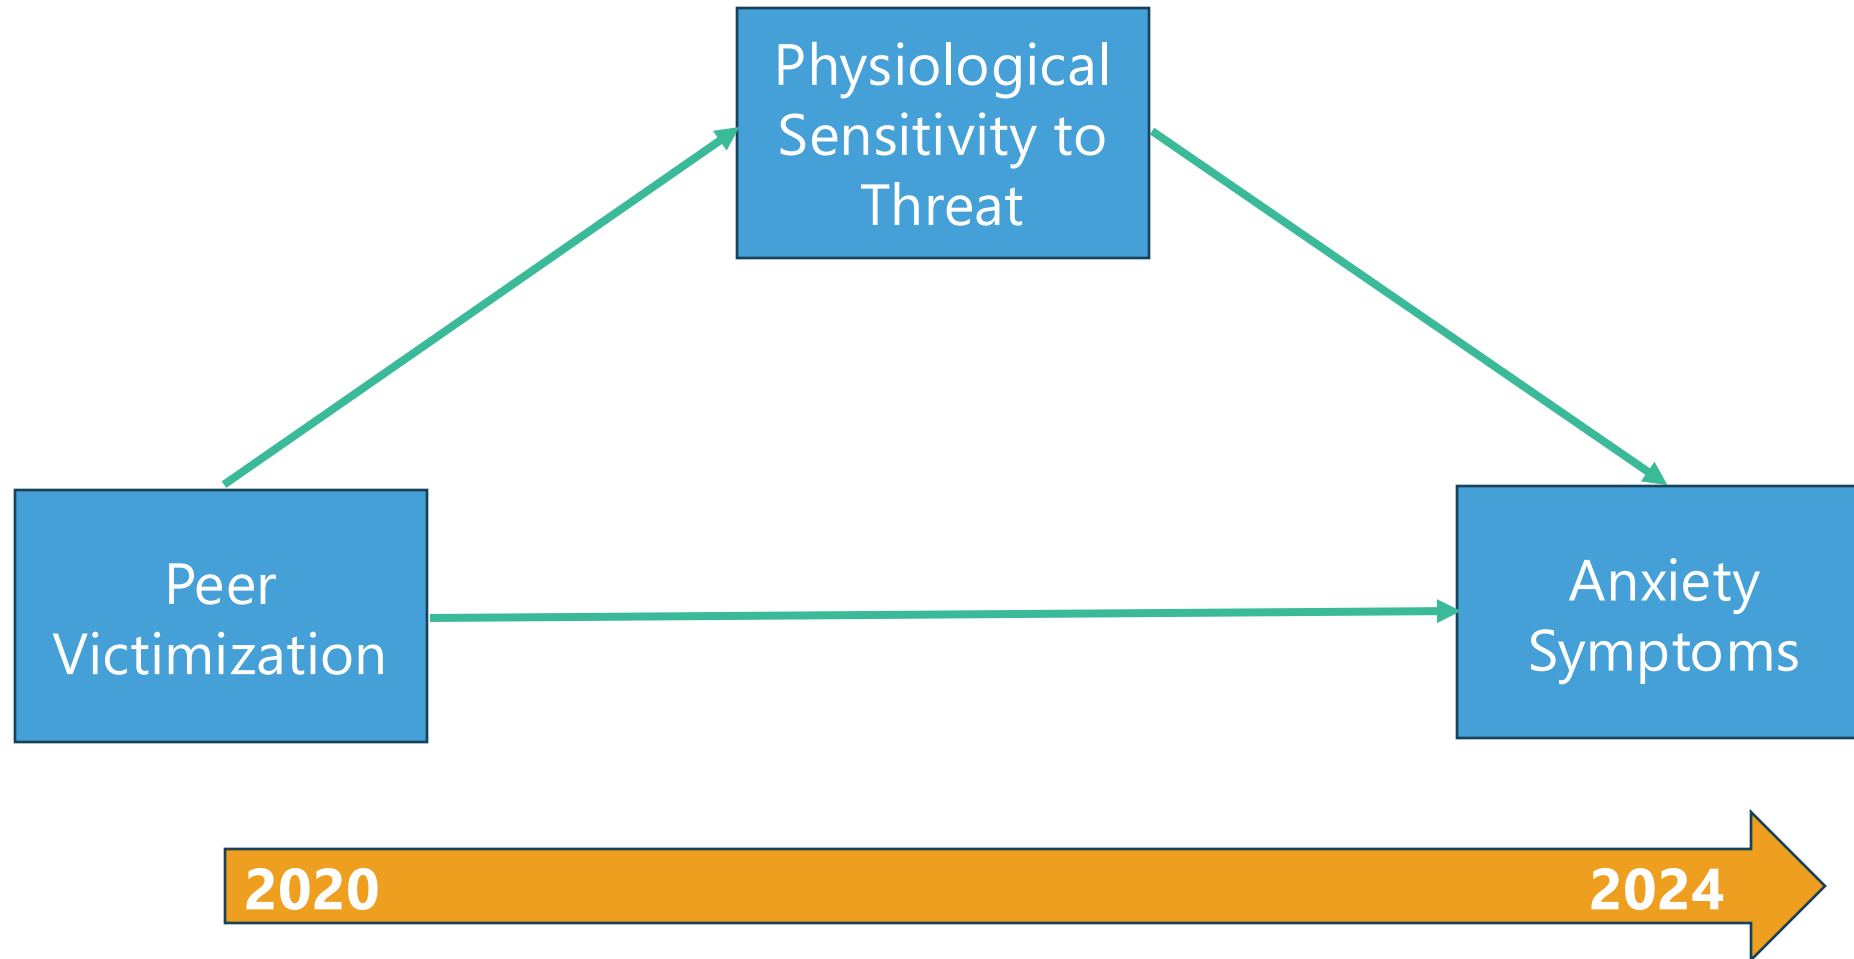 Physiological
Sensitivity to
Threat
Peer
Victimization
Anxiety
Symptoms
2020
2024